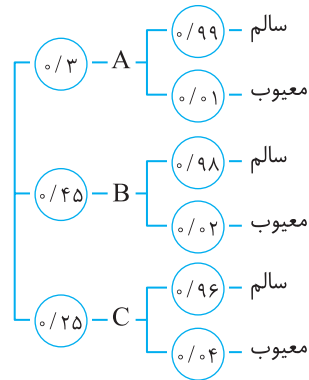 ۰/۹۹ سالم
۰/۳ A
۰/۰۱ معیوب
۰/۹۸ سالم
۰/۴۵ B
۰/۰۲ معیوب
۰/۹۶ سالم
۰/۲۵ C
۰/۰۴ معیوب